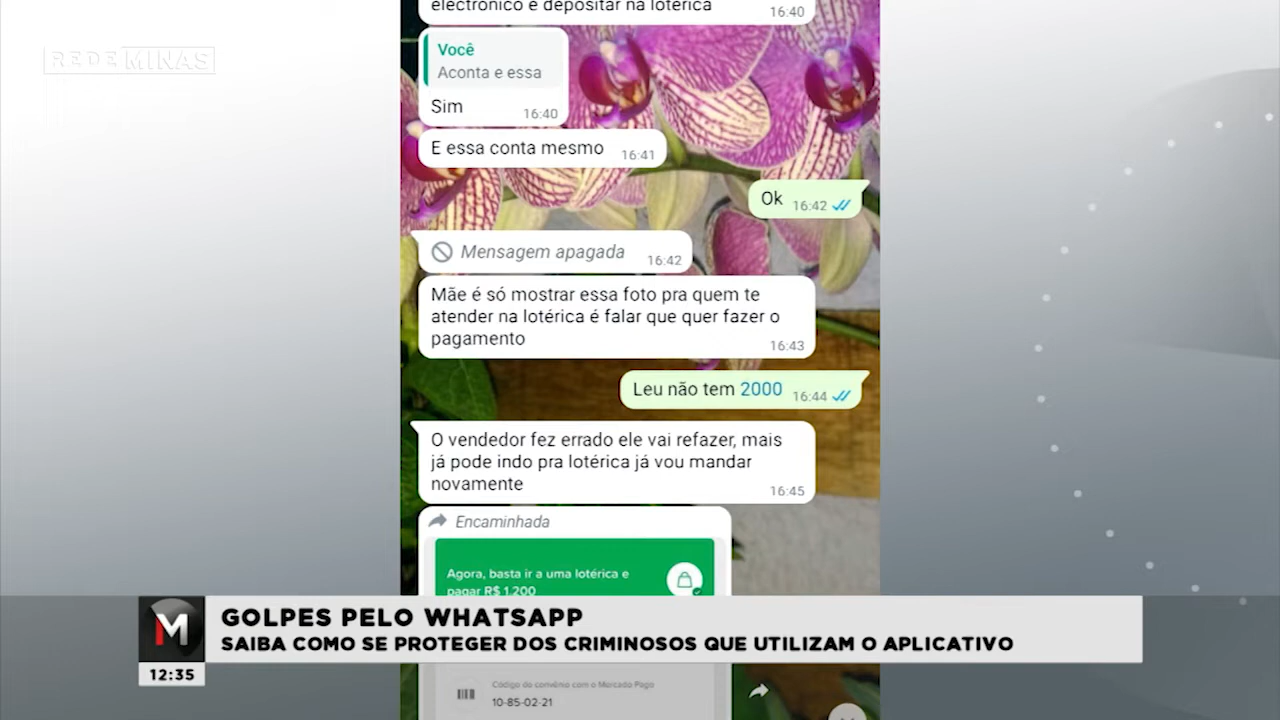 electrônico e depositar na lotérica
16:40
REDE MINAS
Você
Aconta e essa
Sim
16:40
E essa conta mesmo
16:41
Ok
16:42
Mensagem apagada
16:42
Mãe é só mostrar essa foto pra quem te
atender na lotérica é falar que quer fazer o
pagamento
16:43
Leu não tem 2000
16:44
O vendedor fez errado ele vai refazer, mais
já pode indo pra lotérica já vou mandar
novamente
16:45
Encaminhada
Agora, basta ir a uma lotérica e
pagar R$ 1.200
M
GOLPES PELO WHATSAPP
SAIBA COMO SE PROTEGER DOS CRIMINOSOS QUE UTILIZAM O APLICATIVO
12:35
Código do convênio com o Mercado Pago
10-85-02-21